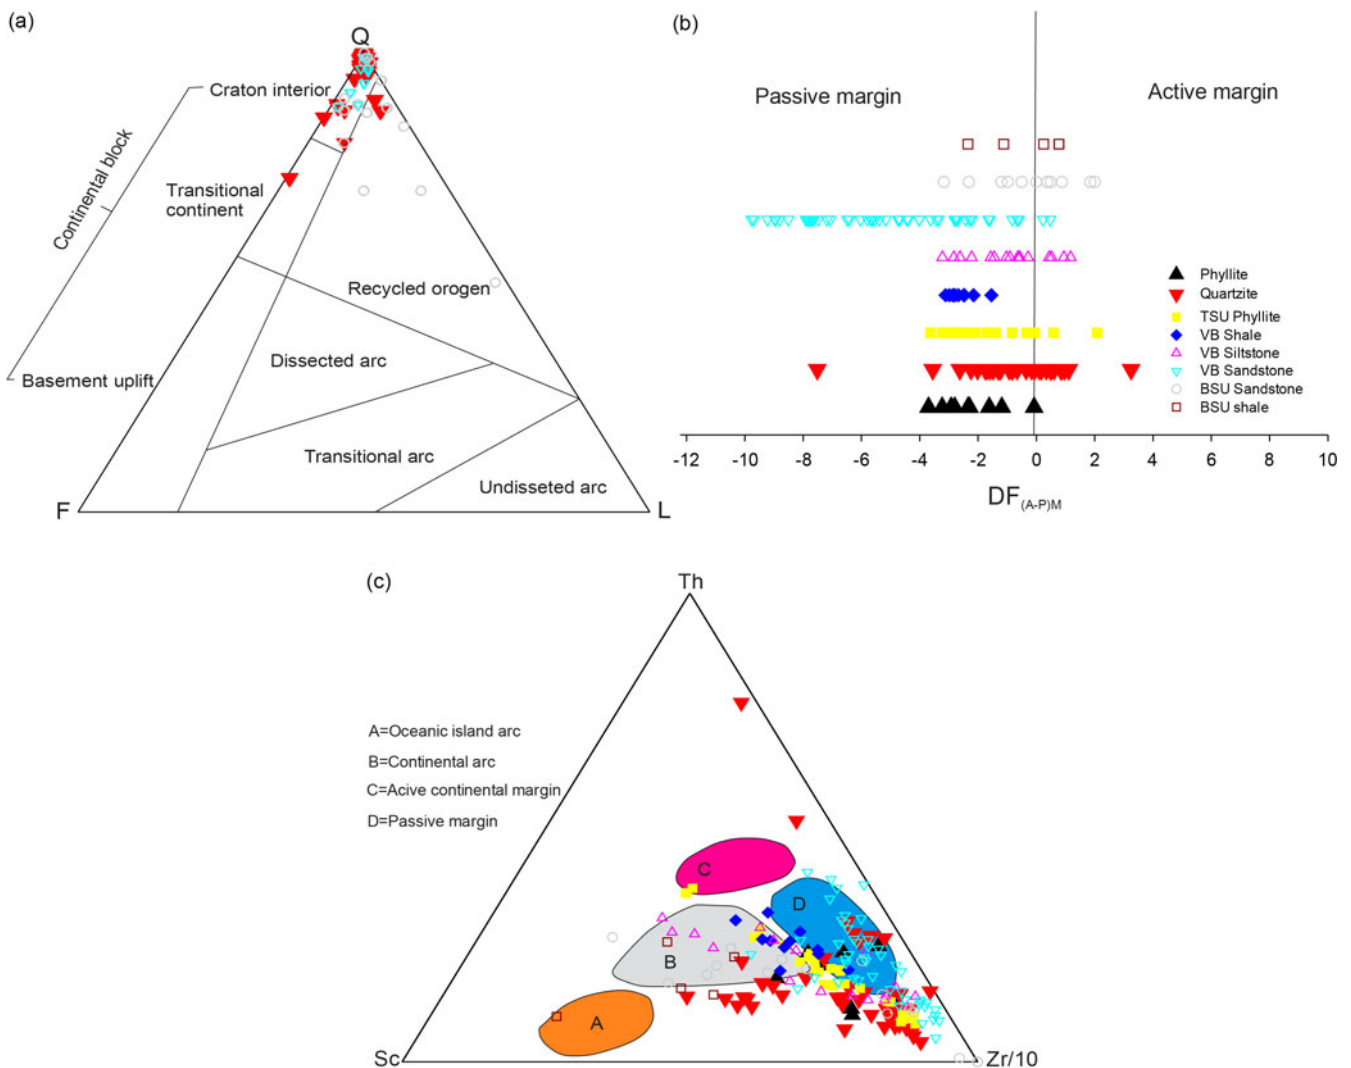 (a)
Q
Craton interior
Continental block
Transitional
continent
Recycled orogen
Dissected arc
Basement uplift
Transitional arc
Undisseted arc
F
L
(b)
Passive margin
Active margin
Phyllite
Quartzite
TSU Phyllite
VB Shale
VB Siltstone
VB Sandstone
BSU Sandstone
BSU shale
-12 -10 -8 -6 -4 -2 0 2 4 6 8 10
DF(A-P)M
(c)
Th
A=Oceanic island arc
B=Continental arc
C=Acive continental margin
D=Passive margin
C
D
B
A
Sc
Zr/10